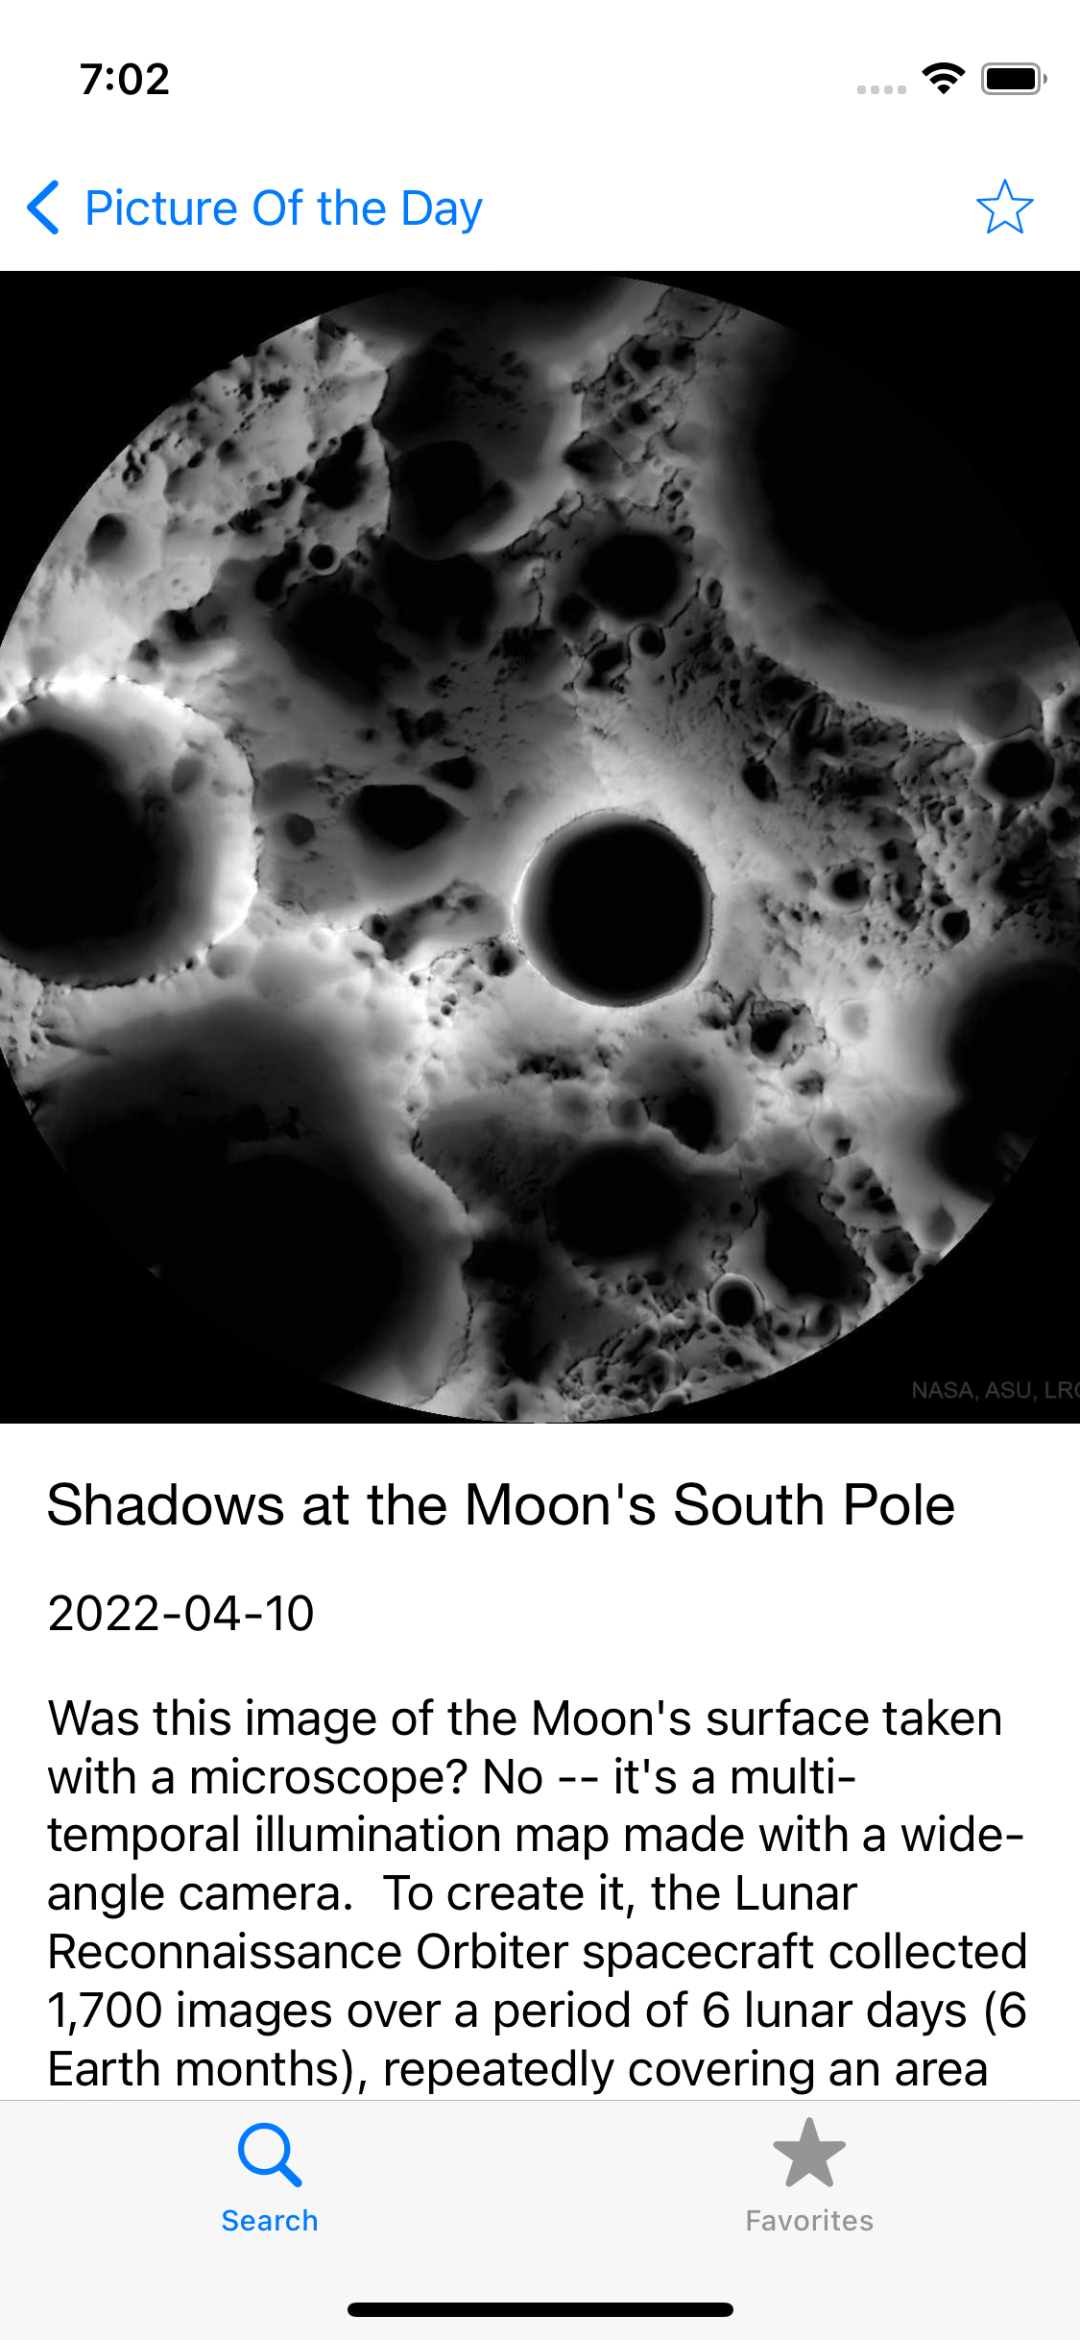 7:02
Picture Of the Day
NASA, ASU, LRO
Shadows at the Moon's South Pole
2022-04-10
Was this image of the Moon's surface taken
with a microscope? No -- it's a multi-
temporal illumination map made with a wide-
angle camera.  To create it, the Lunar
Reconnaissance Orbiter spacecraft collected
1,700 images over a period of 6 lunar days (6
Earth months), repeatedly covering an area
Search
Favorites